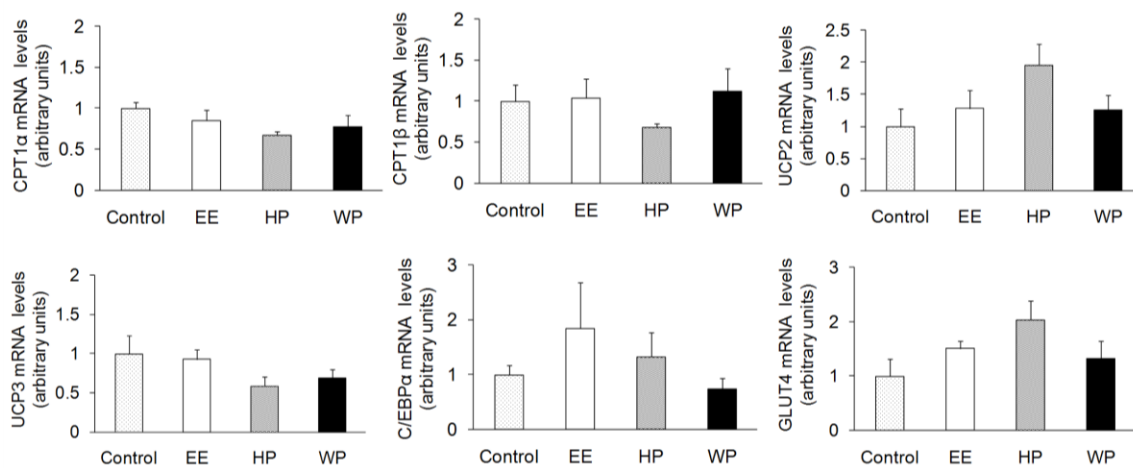 CPT1α mRNA levels
(arbitrary units)
2
1.5
1
0.5
0
Control EE HP WP
CPT1β mRNA levels
(arbitrary units)
2
1.5
1
0.5
0
Control EE HP WP
UCP2 mRNA levels
(arbitrary units)
2.5
2
1.5
1
0.5
0
Control EE HP WP
UCP3 mRNA levels
(arbitrary units)
2
1.5
1
0.5
0
Control EE HP WP
C/EBPα mRNA levels
(arbitrary units)
3
2
1
0
Control EE HP WP
GLUT4 mRNA levels
(arbitrary units)
3
2
1
0
Control EE HP WP